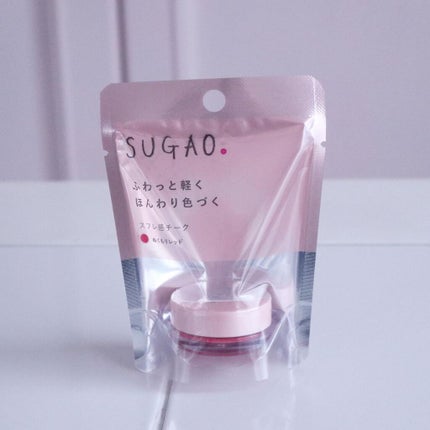 SUGAO.
ふわっと軽く
ほんわり色づく
スフレ感チーク
ぬくもりレッド